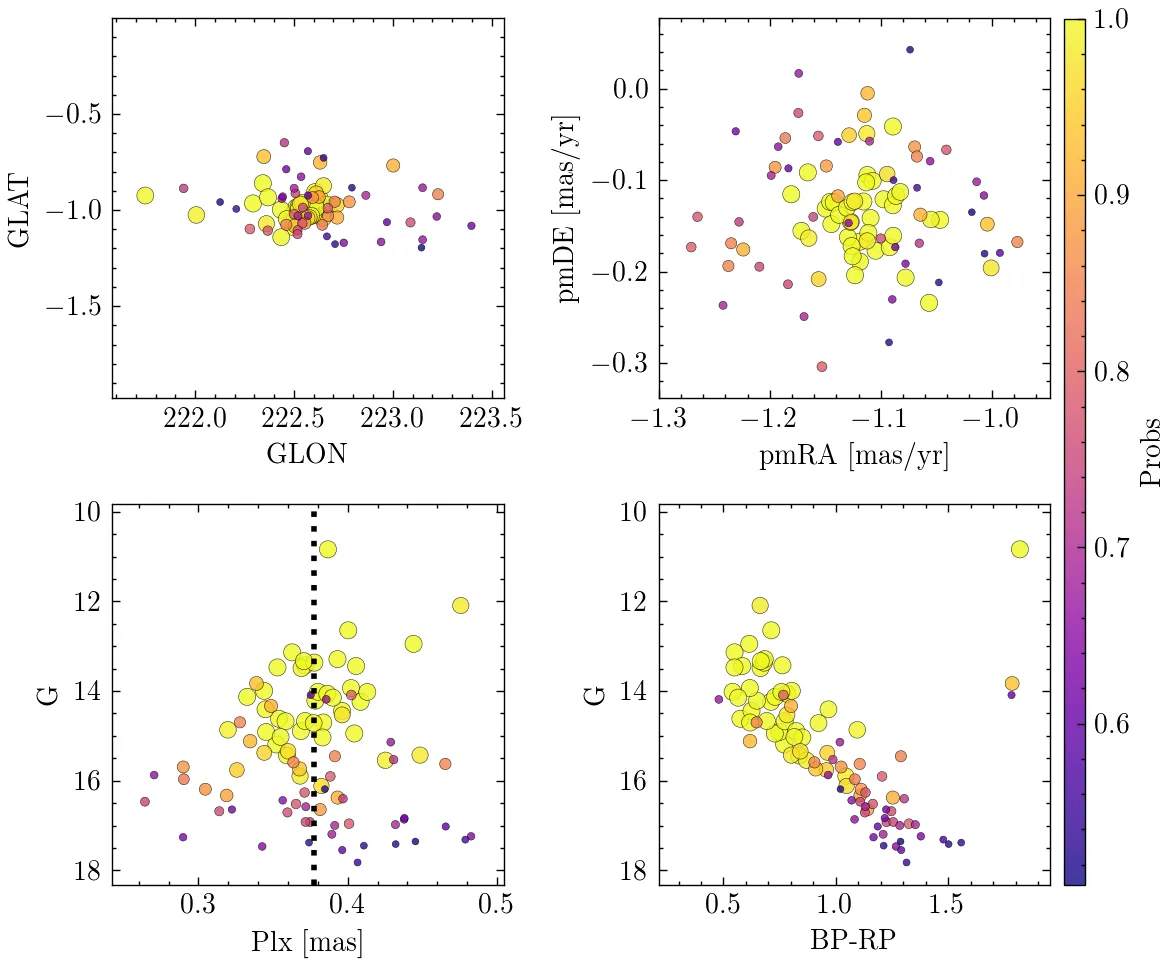 −0.5
−1.0
−1.5
GLAT
222.0 222.5 223.0 223.5
GLON
0.0
−0.1
−0.2
−0.3
pmDE [mas/yr]
−1.3 −1.2 −1.1 −1.0
pmRA [mas/yr]
10
12
14
16
18
G
0.3 0.4 0.5
Plx [mas]
10
12
14
16
18
G
0.5 1.0 1.5
BP-RP
1.0
0.9
0.8
0.7
0.6
Probs